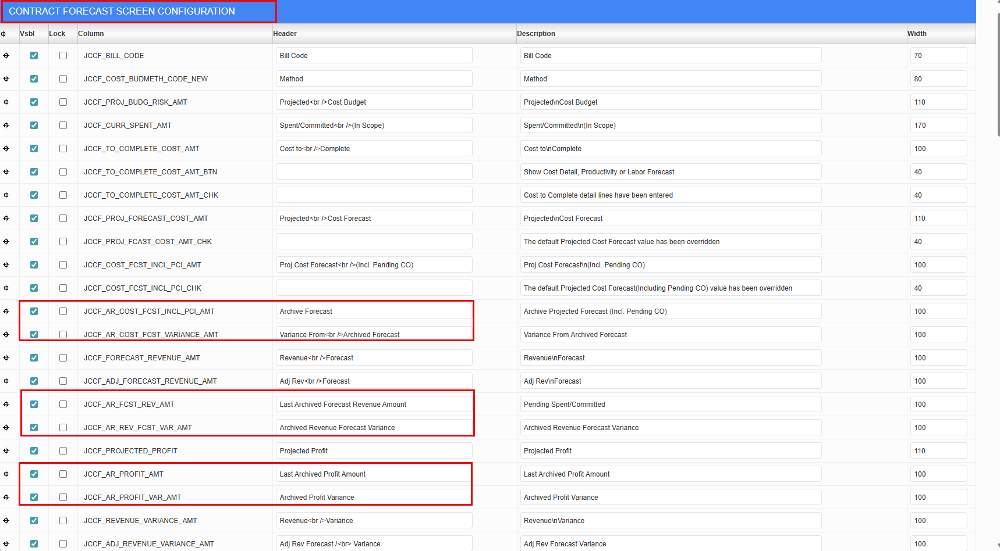 CONTRACT FORECAST SCREEN CONFIGURATION
Vsbl Lock Column Header Description Width
JCCF_BILL_CODE Bill Code Bill Code 70
JCCF_COST_BUDMETH_CODE_NEW Method Method 80
JCCF_PROJ_BUDG_RISK_AMT Projected<br />Cost Budget Projected\nCost Budget 110
JCCF_CURR_SPENT_AMT Spent/Committed<br />(In Scope) Spent/Committed\n(In Scope) 170
JCCF_TO_COMPLETE_COST_AMT Cost to<br />Complete Cost to\nComplete 100
JCCF_TO_COMPLETE_COST_AMT_BTN Show Cost Detail, Productivity or Labor Forecast 40
JCCF_TO_COMPLETE_COST_AMT_CHK Cost to Complete detail lines have been entered 40
JCCF_PROJ_FORECAST_COST_AMT Projected<br />Cost Forecast Projected\nCost Forecast 110
JCCF_PROJ_FCAST_COST_AMT_CHK The default Projected Cost Forecast value has been overridden 40
JCCF_COST_FCST_INCL_PCI_AMT Proj Cost Forecast<br />(Incl. Pending CO) Proj Cost Forecast\n(Incl. Pending CO) 100
JCCF_COST_FCST_INCL_PCI_CHK The default Projected Cost Forecast(Including Pending CO) value has been overridden 40
JCCF_AR_COST_FCST_INCL_PCI_AMT Archive Forecast Archive Projected Forecast (Incl. Pending CO) 100
JCCF_AR_COST_FCST_VARIANCE_AMT Variance From<br />Archived Forecast Variance From Archived Forecast 100
JCCF_FORECAST_REVENUE_AMT Revenue<br />Forecast Revenue\nForecast 100
JCCF_ADJ_FORECAST_REVENUE_AMT Adj Rev<br />Forecast Adj Rev\nForecast 100
JCCF_AR_FCST_REV_AMT Last Archived Forecast Revenue Amount Pending Spent/Committed 100
JCCF_AR_REV_FCST_VAR_AMT Archived Revenue Forecast Variance Archived Revenue Forecast Variance 100
JCCF_PROJECTED_PROFIT Projected Profit Projected Profit 110
JCCF_AR_PROFIT_AMT Last Archived Profit Amount Last Archived Profit Amount 100
JCCF_AR_PROFIT_VAR_AMT Archived Profit Variance Archived Profit Variance 100
JCCF_REVENUE_VARIANCE_AMT Revenue<br />Variance Revenue\nVariance 100
JCCF_ADJ_REVENUE_VARIANCE_AMT Adj Rev Forecast /<br> Variance Adj Rev Forecast Variance 100